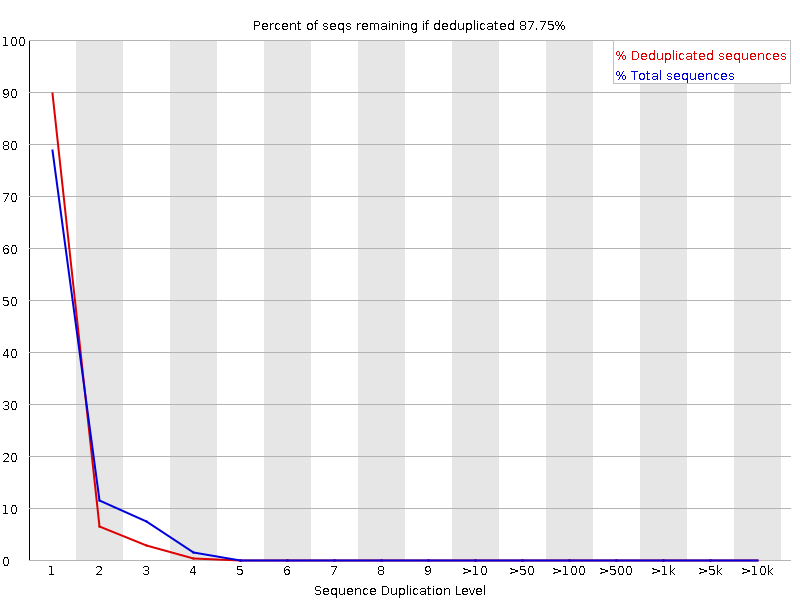 Percent of seqs remaining if deduplicated 87.75%
% Deduplicated sequences
% Total sequences
100
90
80
70
60
50
40
30
20
10
0
1 2 3 4 5 6 7 8 9 >10 >50 >100 >500 >1k >5k >10k
Sequence Duplication Level